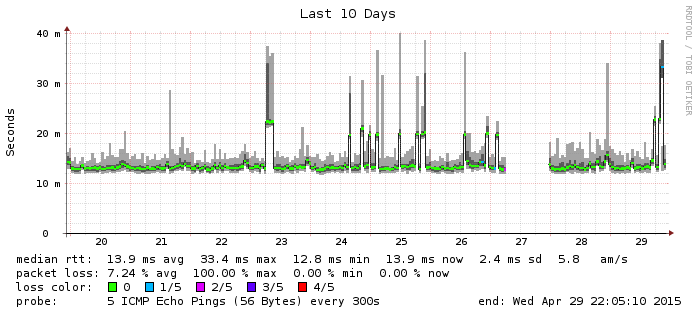 Last 10 Days
RRDTOOL / TOBI OETIKER
Seconds
40 m
30 m
20 m
10 m
0
20 21 22 23 24 25 26 27 28 29
median rtt: 13.9 ms avg 33.4 ms max 12.8 ms min 13.9 ms now 2.4 ms sd 5.8 am/s
packet loss: 7.24 % avg 100.00 % max 0.00 % min 0.00 % now
loss color: 0 1/5 2/5 3/5 4/5
probe: 5 ICMP Echo Pings (56 Bytes) every 300s end: Wed Apr 29 22:05:10 2015